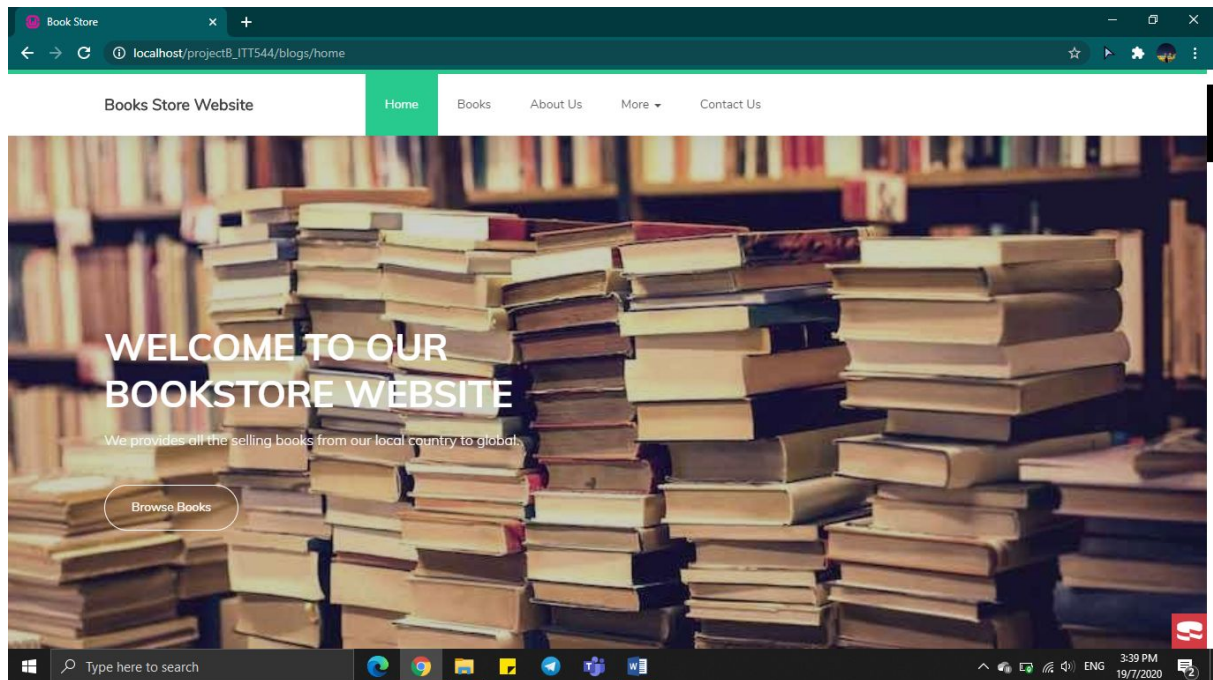 Book Store
localhost/projectB_ITT544/blogs/home
Books Store Website
Home Books About Us More Contact Us
WELCOME TO OUR
BOOKSTORE WEBSITE
We provides all the selling books from our local country to global.
Browse Books
Type here to search
ENG
3:39 PM
19/7/2020
2